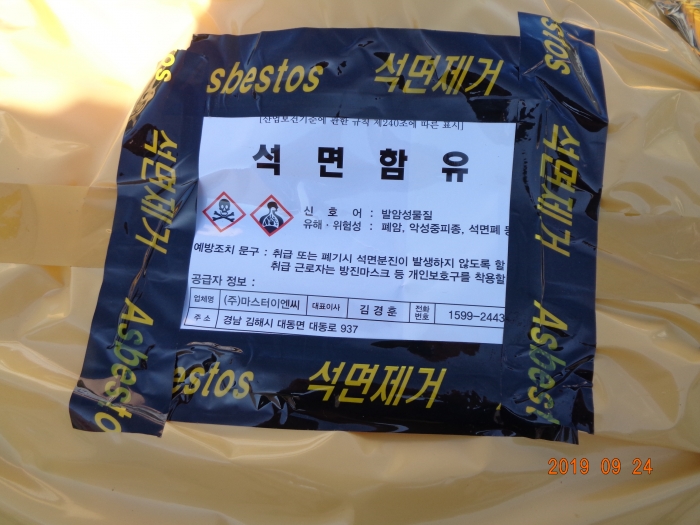 sbestos 석면제거
[산업보건기준에 관한 규칙 제240조에 따른 표시]
석면함유
신호어 : 발암성물질
유해·위험성 : 폐암, 악성중피종, 석면폐
예방조치 문구 : 취급 또는 폐기시 석면분진이 발생하지 않도록 할
취급 근로자는 방진마스크 등 개인보호구를 착용할
공급자 정보 :
업체명 (주)마스터이엔씨 대표이사 김경훈 전화번호 1599-2443
주소 경남 김해시 대동면 대동로 937
estos 석면제거
석면제거
Asbesto
sbestos
석면제거
Asbest
2019 09 24